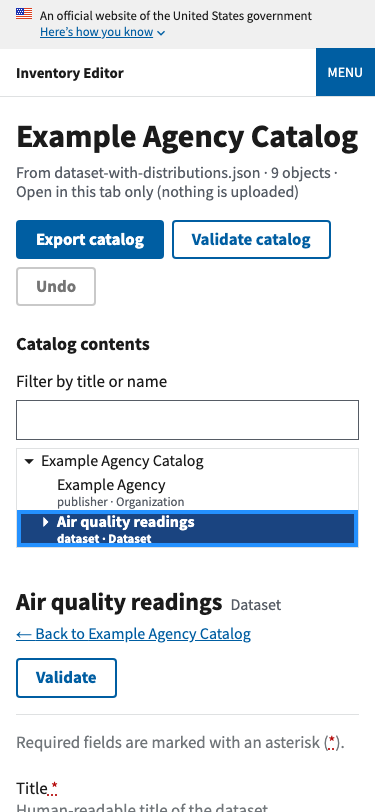 An official website of the United States government
Here's how you know
Inventory Editor
MENU
Example Agency Catalog
From dataset-with-distributions.json · 9 objects ·
Open in this tab only (nothing is uploaded)
Export catalog
Validate catalog
Undo
Catalog contents
Filter by title or name
Example Agency Catalog
Example Agency
publisher · Organization
Air quality readings
dataset · Dataset
Air quality readings Dataset
← Back to Example Agency Catalog
Validate
Required fields are marked with an asterisk (*).
Title *
Human-readable title of the dataset.